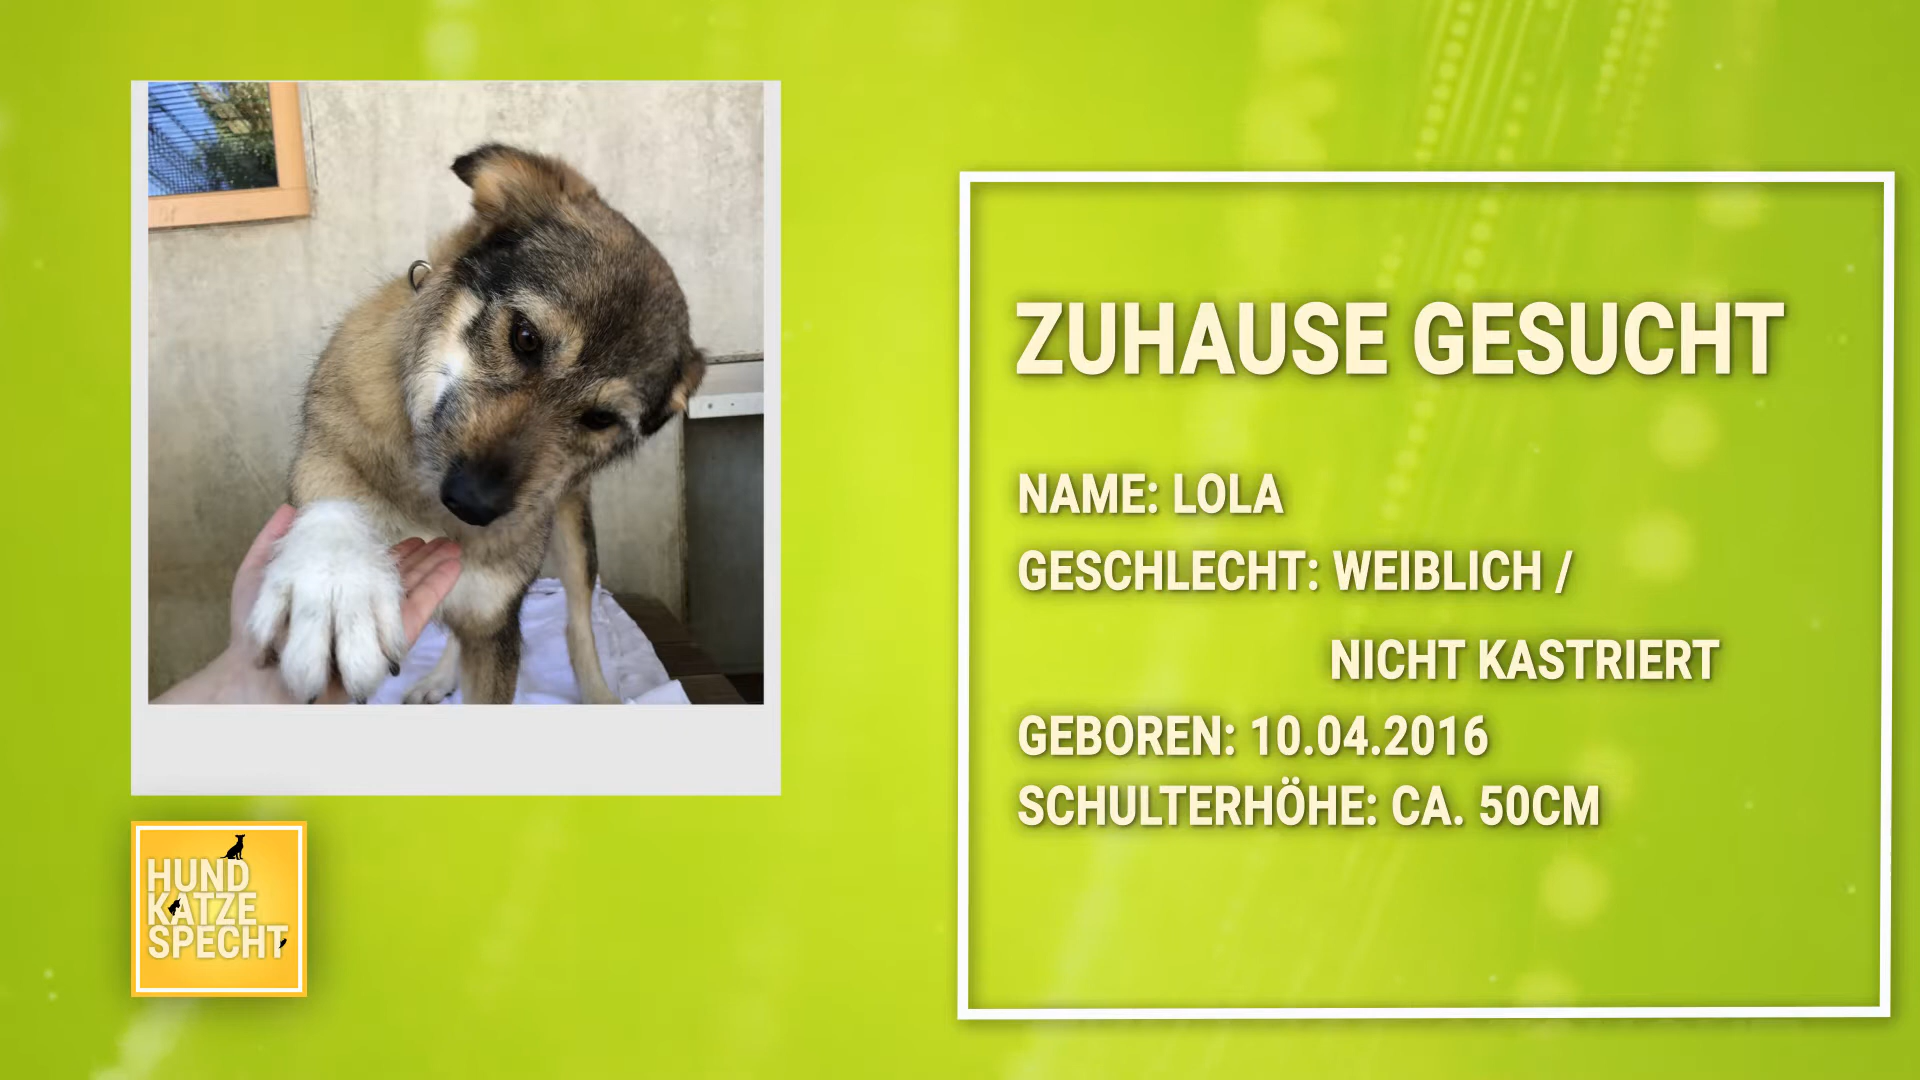 ZUHAUSE GESUCHT
NAME: LOLA
GESCHLECHT: WEIBLICH /
NICHT KASTRIERT
GEBOREN: 10.04.2016
SCHULTERHÖHE: CA. 50CM
HUND
KATZE
SPECHT